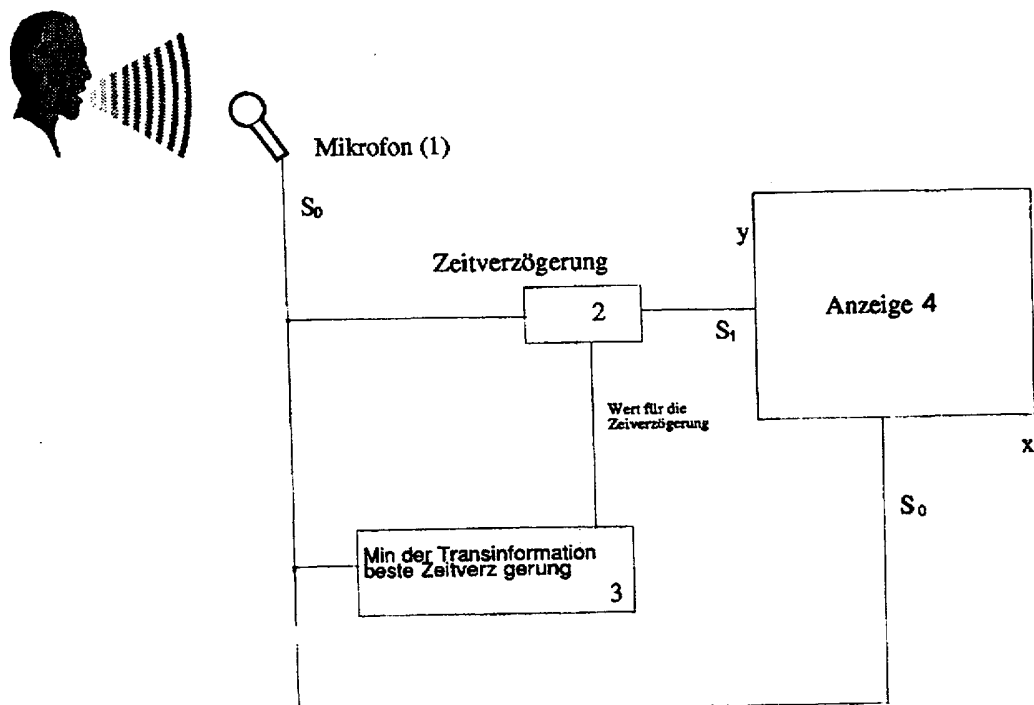 Mikrofon (1)
S₀
Zeitverzögerung
2
S₁
y
Anzeige 4
x
Wert für die
Zeiverzögerung
S₀
Min der Transinformation
beste Zeitverz gerung
3